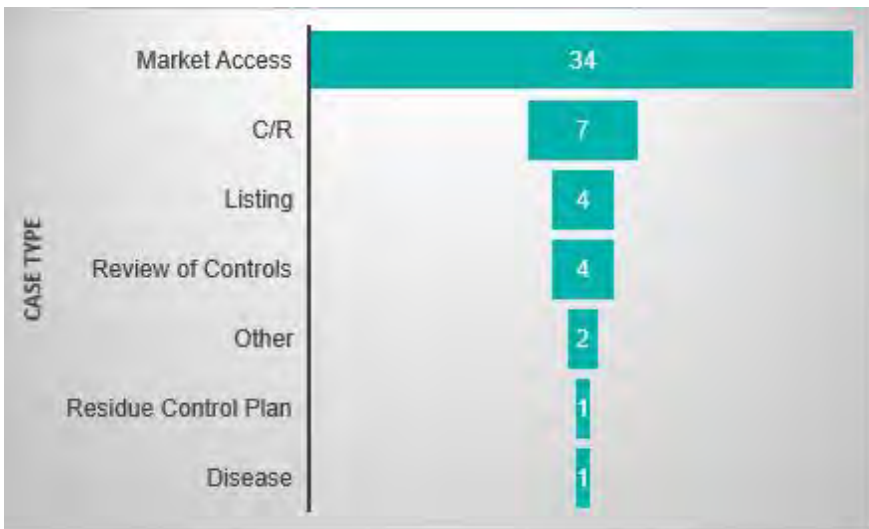 CASE TYPE
Market Access 34
C/R 7
Listing 4
Review of Controls 4
Other 2
Residue Control Plan 1
Disease 1